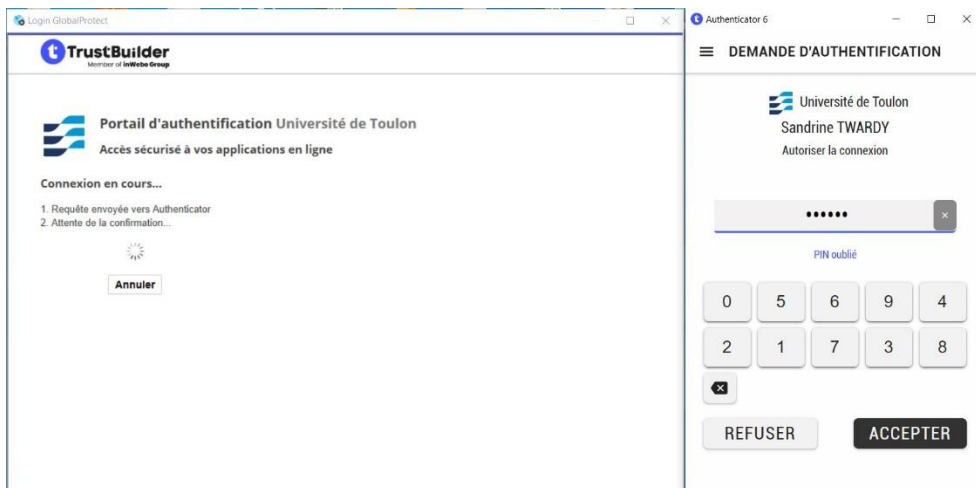 Login GlobalProtect
TrustBuilder
Member of inWebo Group
Portail d'authentification Université de Toulon
Accès sécurisé à vos applications en ligne
Connexion en cours...
1. Requête envoyée vers Authenticator
2. Attente de la confirmation...
Annuler
Authenticator 6
DEMANDE D'AUTHENTIFICATION
Université de Toulon
Sandrine TWARDY
Autoriser la connexion
••••••
PIN oublié
0 5 6 9 4
2 1 7 3 8
REFUSER ACCEPTER